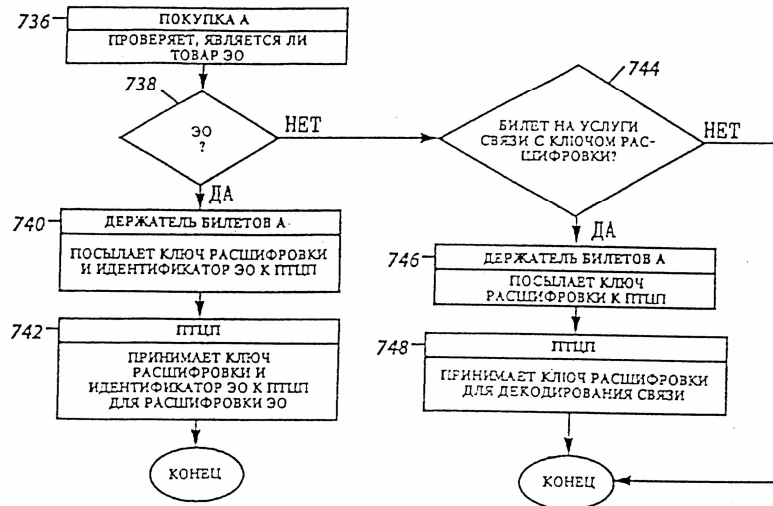 736
ПОКУПКА А
ПРОВЕРЯЕТ, ЯВЛЯЕТСЯ ЛИ
ТОВАР ЭО
738
ЭО
?
НЕТ
ДА
740
ДЕРЖАТЕЛЬ БИЛЕТОВ А
ПОСЫЛАЕТ КЛЮЧ РАСШИФРОВКИ
И ИДЕНТИФИКАТОР ЭО К ПТЦП
742
ПТЦП
ПРИНИМАЕТ КЛЮЧ
РАСШИФРОВКИ И
ИДЕНТИФИКАТОР ЭО К ПТЦП
ДЛЯ РАСШИФРОВКИ ЭО
КОНЕЦ
744
БИЛЕТ НА УСЛУГИ
СВЯЗИ С КЛЮЧОМ РАС-
ШИФРОВКИ?
НЕТ
ДА
746
ДЕРЖАТЕЛЬ БИЛЕТОВ А
ПОСЫЛАЕТ КЛЮЧ
РАСШИФРОВКИ К ПТЦП
748
ПТЦП
ПРИНИМАЕТ КЛЮЧ РАСШИФРОВКИ
ДЛЯ ДЕКОДИРОВАНИЯ СВЯЗИ
КОНЕЦ